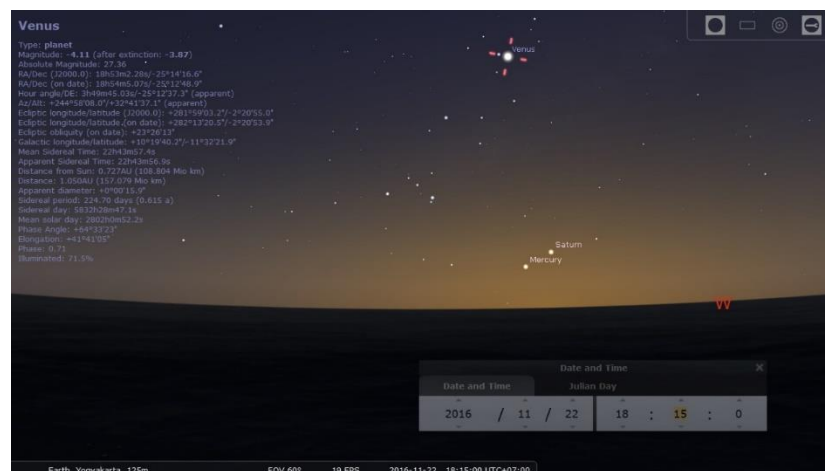 Venus
Type: planet
Magnitude: -4.11 (after extinction: -3.87)
Absolute Magnitude: 27.36
RA/Dec (J2000.0): 18h53m2.28s/-25°14'16.6"
RA/Dec (on date): 18h54m5.07s/-25°12'48.9"
Hour angle/DE: 3h49m45.03s/-25°12'37.3" (apparent)
Az/Alt: +244°58'08.0"/+32°41'37.1" (apparent)
Ecliptic longitude/latitude (J2000.0): +281°59'03.2"/-2°20'55.0"
Ecliptic longitude/latitude (on date): +282°13'20.5"/-2°20'53.9"
Ecliptic obliquity (on date): +23°26'13"
Galactic longitude/latitude: +10°19'40.2"/-11°32'21.9"
Mean Sidereal Time: 22h43m57.4s
Apparent Sidereal Time: 22h43m56.9s
Distance from Sun: 0.727AU (108.804 Mio km)
Distance: 1.050AU (157.079 Mio km)
Apparent diameter: +0°00'15.9"
Sidereal period: 224.70 days (0.615 a)
Sidereal day: 5832h28m47.1s
Mean solar day: 2802h0m52.2s
Phase Angle: +64°33'23"
Elongation: +41°41'05"
Phase: 0.71
Illuminated: 71.5%
Venus
Saturn
Mercury
W
Date and Time
Date and Time Julian Day
2016 / 11 / 22 18 : 15 : 0
Earth, Yogyakarta, 125m FOV 60° 19 FPS 2016-11-22 18:15:00 UTC+07:00